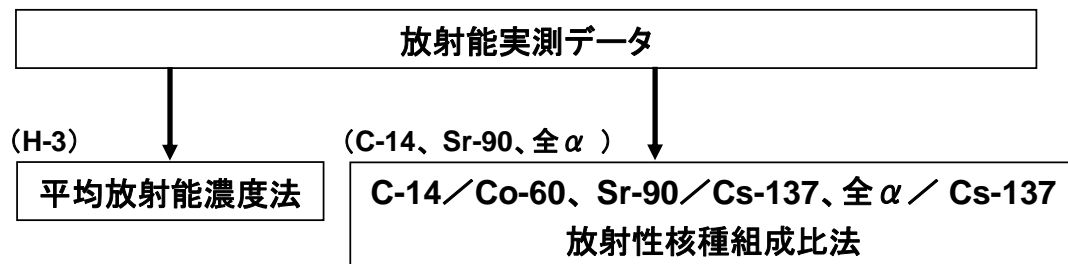 放射能実測データ
（H-3）
（C-14、Sr-90、全α ）
平均放射能濃度法
C-14／Co-60、Sr-90／Cs-137、全α／Cs-137
放射性核種組成比法